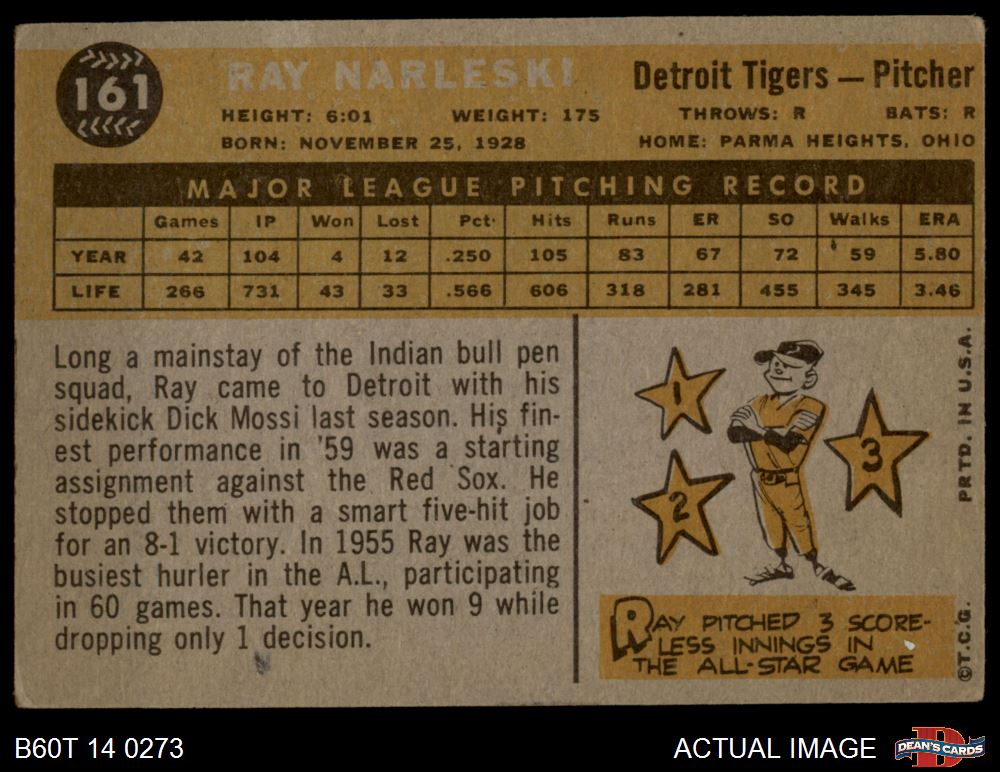 161
RAY NARLESKI
Detroit Tigers — Pitcher
HEIGHT: 6:01 WEIGHT: 175 THROWS: R BATS: R
BORN: NOVEMBER 25, 1928 HOME: PARMA HEIGHTS, OHIO
MAJOR LEAGUE PITCHING RECORD
Games IP Won Lost Pct. Hits Runs ER SO Walks ERA
YEAR 42 104 4 12 .250 105 83 67 72 59 5.80
LIFE 266 731 43 33 .566 606 318 281 455 345 3.46
Long a mainstay of the Indian bull pen
squad, Ray came to Detroit with his
sidekick Dick Mossi last season. His fin-
est performance in '59 was a starting
assignment against the Red Sox. He
stopped them with a smart five-hit job
for an 8-1 victory. In 1955 Ray was the
busiest hurler in the A.L., participating
in 60 games. That year he won 9 while
dropping only 1 decision.
1
2
3
RAY PITCHED 3 SCORE-
LESS INNINGS IN
THE ALL-STAR GAME
©T.C.G. PRTD. IN U.S.A.
B60T 14 0273
ACTUAL IMAGE
D
DEAN'S CARDS